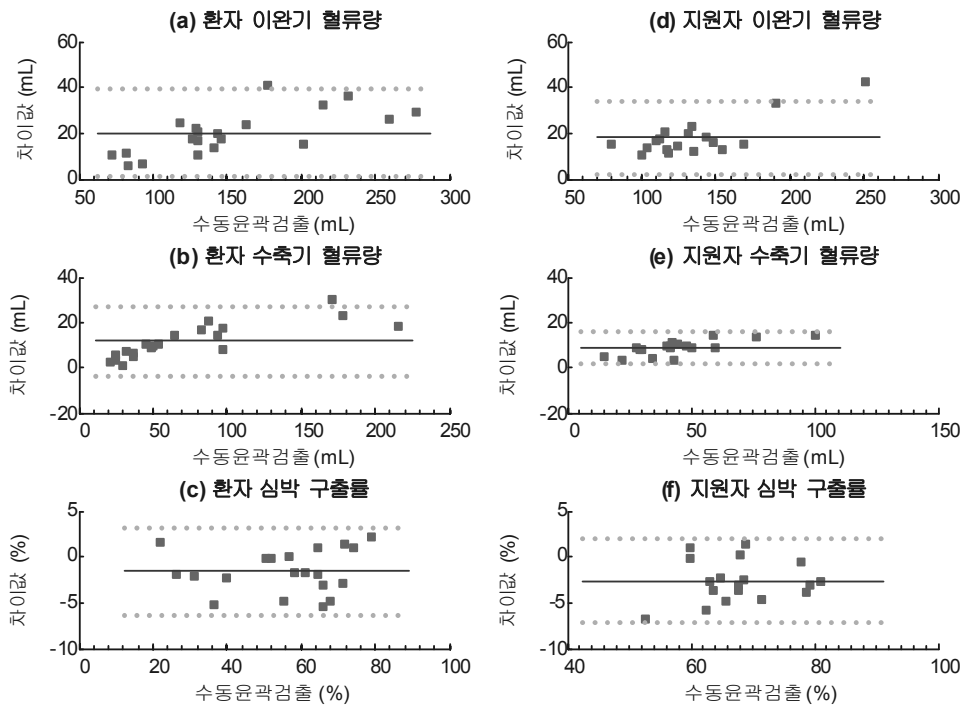 (a) 환자 이완기 혈류량
60
40
20
0
차이값 (mL)
50 100 150 200 250 300
수동윤곽검출 (mL)
(d) 지원자 이완기 혈류량
60
40
20
0
차이값 (mL)
50 100 150 200 250 300
수동윤곽검출 (mL)
(b) 환자 수축기 혈류량
40
20
0
-20
차이값 (mL)
0 50 100 150 200 250
수동윤곽검출 (mL)
(e) 지원자 수축기 혈류량
40
20
0
-20
차이값 (mL)
0 50 100 150
수동윤곽검출 (mL)
(c) 환자 심박 구출률
5
0
-5
-10
차이값 (%)
0 20 40 60 80 100
수동윤곽검출 (%)
(f) 지원자 심박 구출률
5
0
-5
-10
차이값 (%)
40 60 80 100
수동윤곽검출 (%)